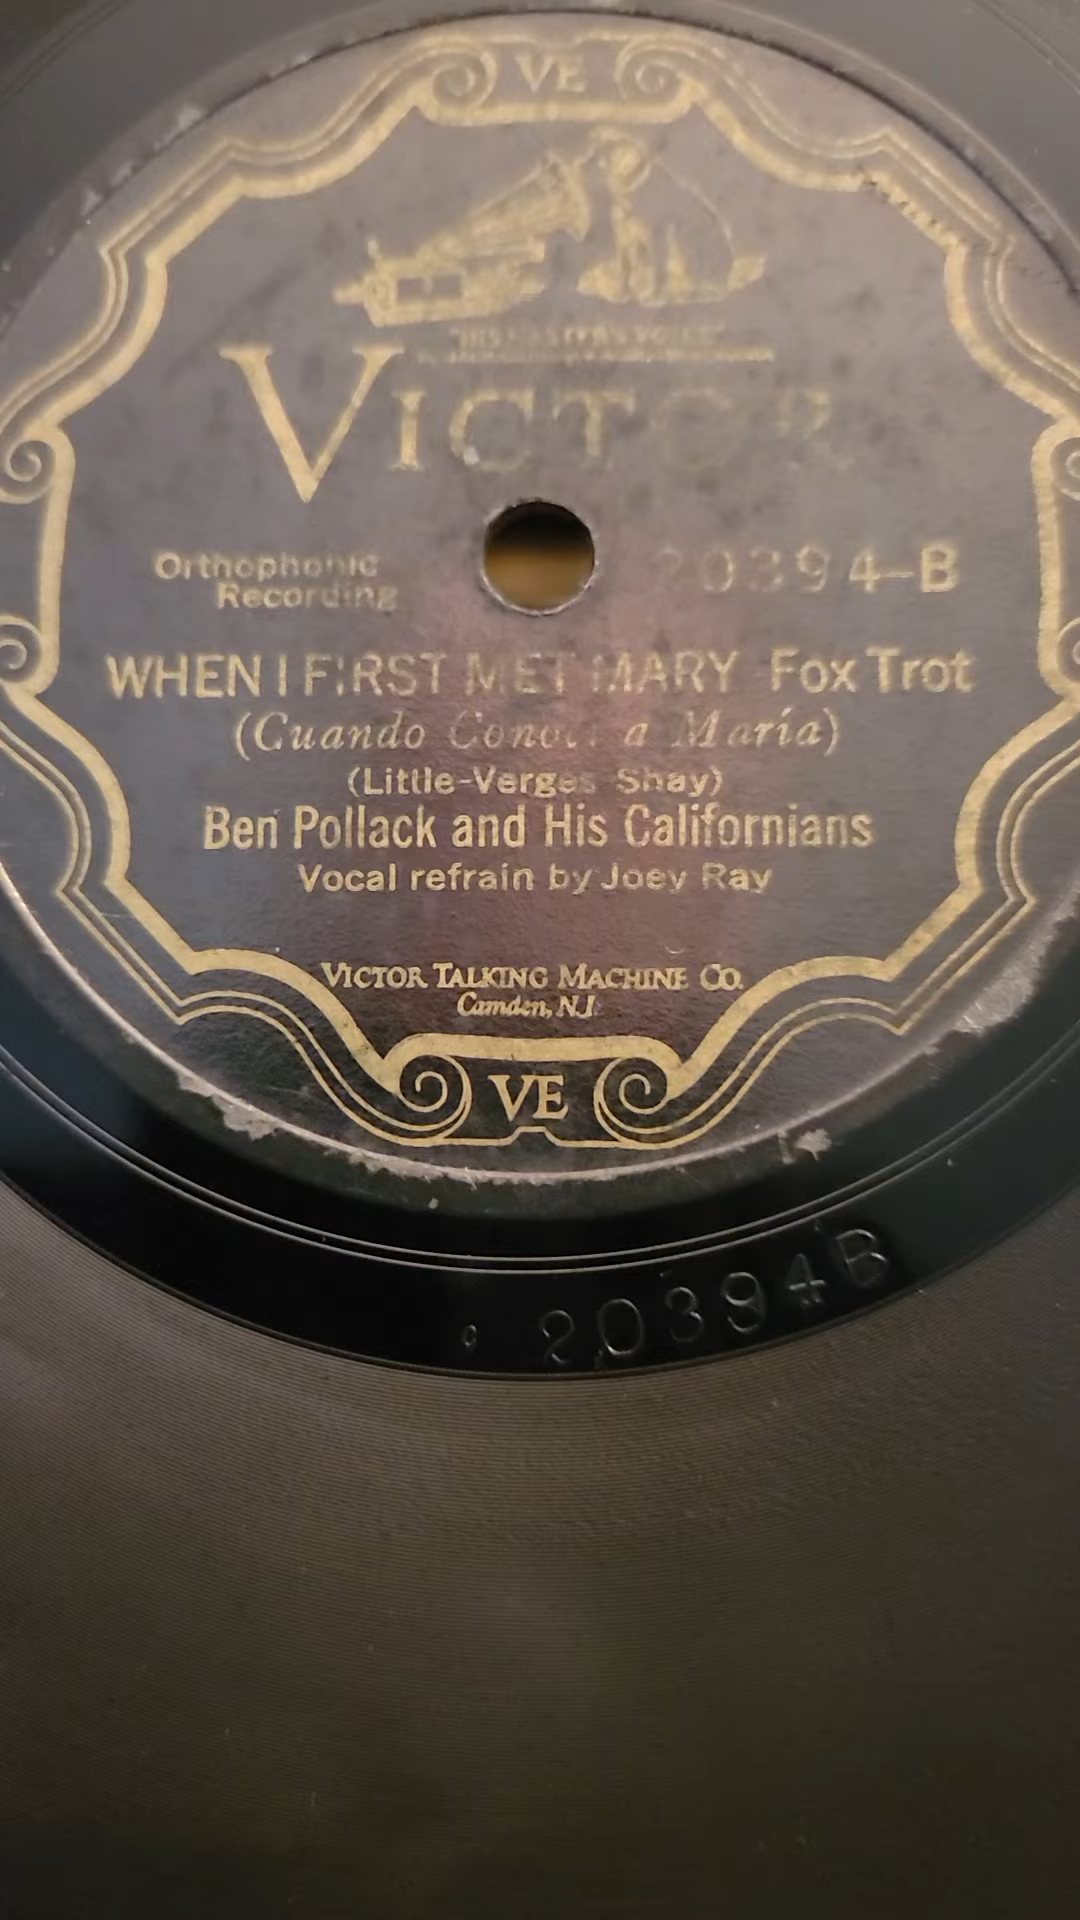 VE
"HIS MASTER'S VOICE"
VICTOR
Orthophonic
Recording
20394-B
WHEN I FIRST MET MARY Fox Trot
(Cuando Conocí a María)
(Little-Verges Shay)
Ben Pollack and His Californians
Vocal refrain by Joey Ray
VICTOR TALKING MACHINE CO.
Camden, N.J.
VE
20394B